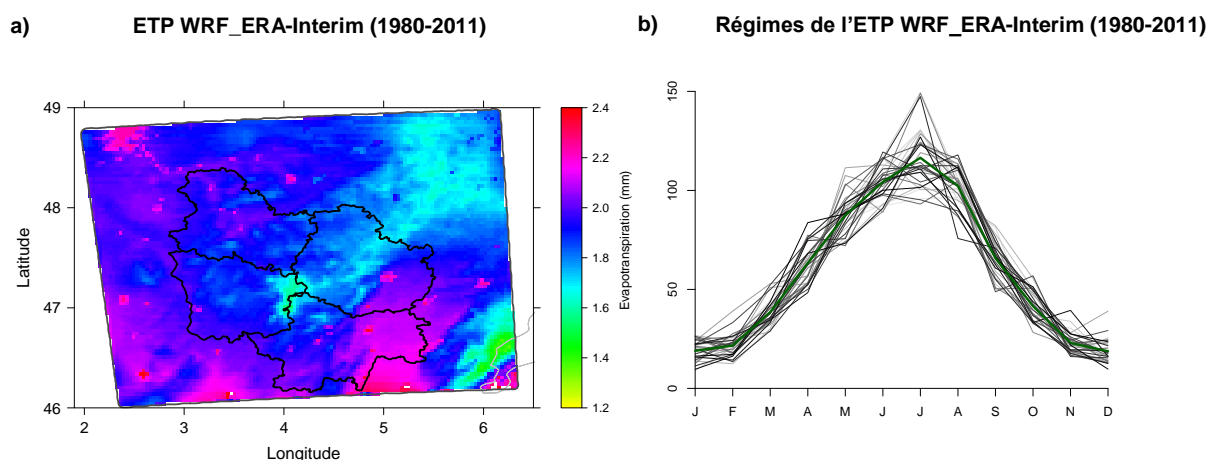 a) ETP WRF_ERA-Interim (1980-2011)
49
48
47
46
Latitude
2 3 4 5 6
Longitude
2.4
2.2
2.0
1.8
1.6
1.4
1.2
Evapotranspiration (mm)
b) Régimes de l'ETP WRF_ERA-Interim (1980-2011)
150
100
50
0
J F M A M J J A S O N D